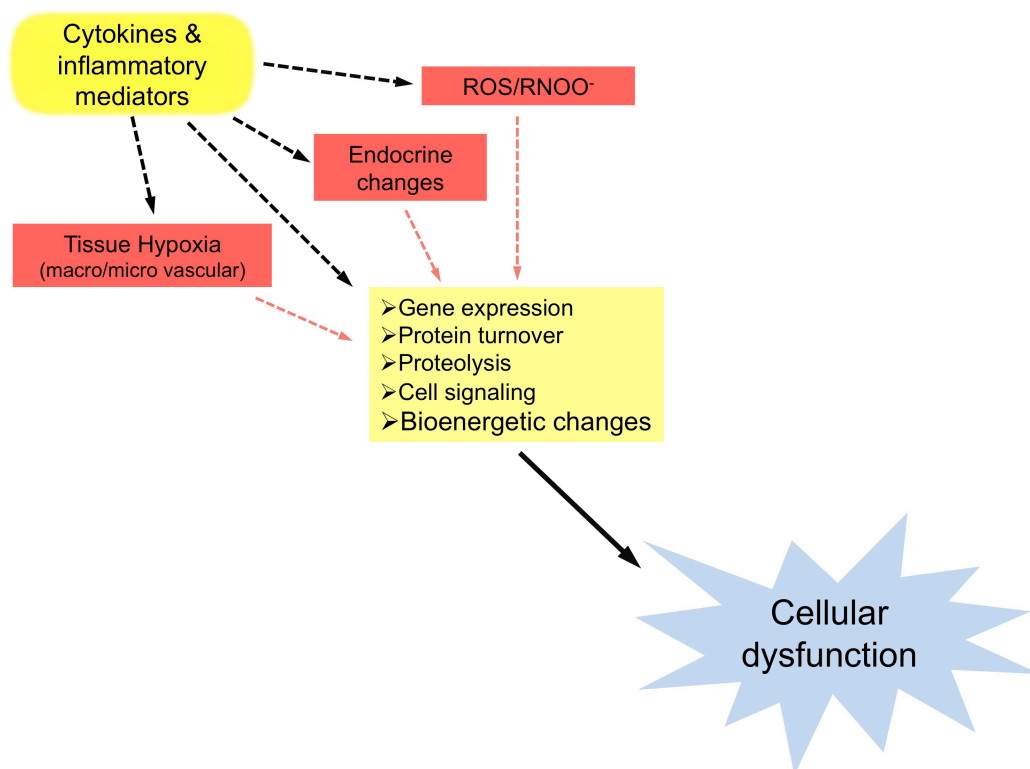 Cytokines &
inflammatory
mediators
ROS/RNOO⁻
Endocrine
changes
Tissue Hypoxia
(macro/micro vascular)
➢Gene expression
➢Protein turnover
➢Proteolysis
➢Cell signaling
➢Bioenergetic changes
Cellular
dysfunction